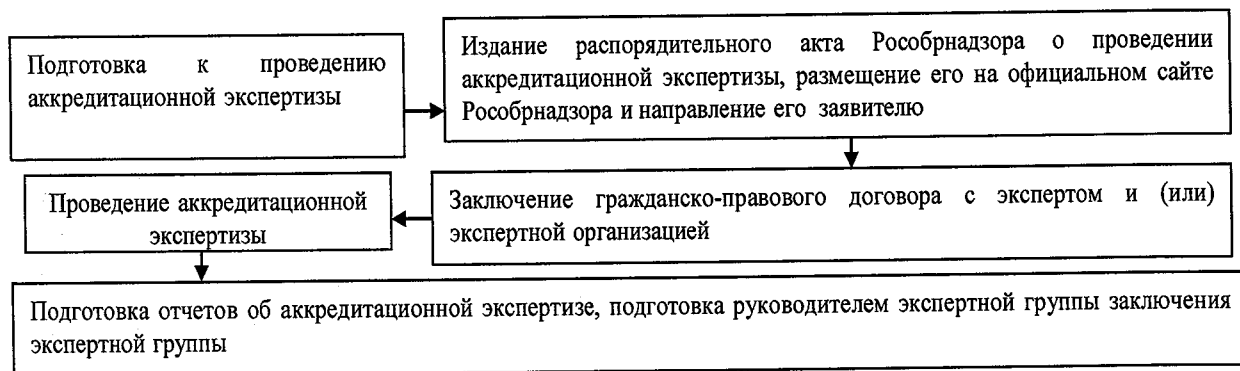 Подготовка к проведению
аккредитационной экспертизы
Издание распорядительного акта Рособрнадзора о проведении
аккредитационной экспертизы, размещение его на официальном сайте
Рособрнадзора и направление его заявителю
Заключение гражданско-правового договора с экспертом и (или)
экспертной организацией
Проведение аккредитационной
экспертизы
Подготовка отчетов об аккредитационной экспертизе, подготовка руководителем экспертной группы заключения
экспертной группы